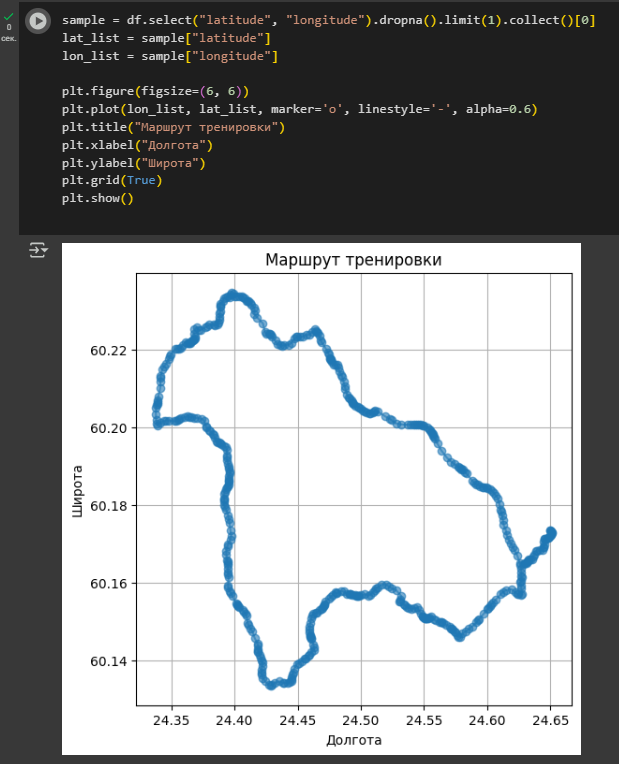 sample = df.select("latitude", "longitude").dropna().limit(1).collect()[0]
lat_list = sample["latitude"]
lon_list = sample["longitude"]
plt.figure(figsize=(6, 6))
plt.plot(lon_list, lat_list, marker='o', linestyle='-', alpha=0.6)
plt.title("Маршрут тренировки")
plt.xlabel("Долгота")
plt.ylabel("Широта")
plt.grid(True)
plt.show()
0
сек.
Маршрут тренировки
60.22
60.20
60.18
60.16
60.14
Широта
24.35 24.40 24.45 24.50 24.55 24.60 24.65
Долгота